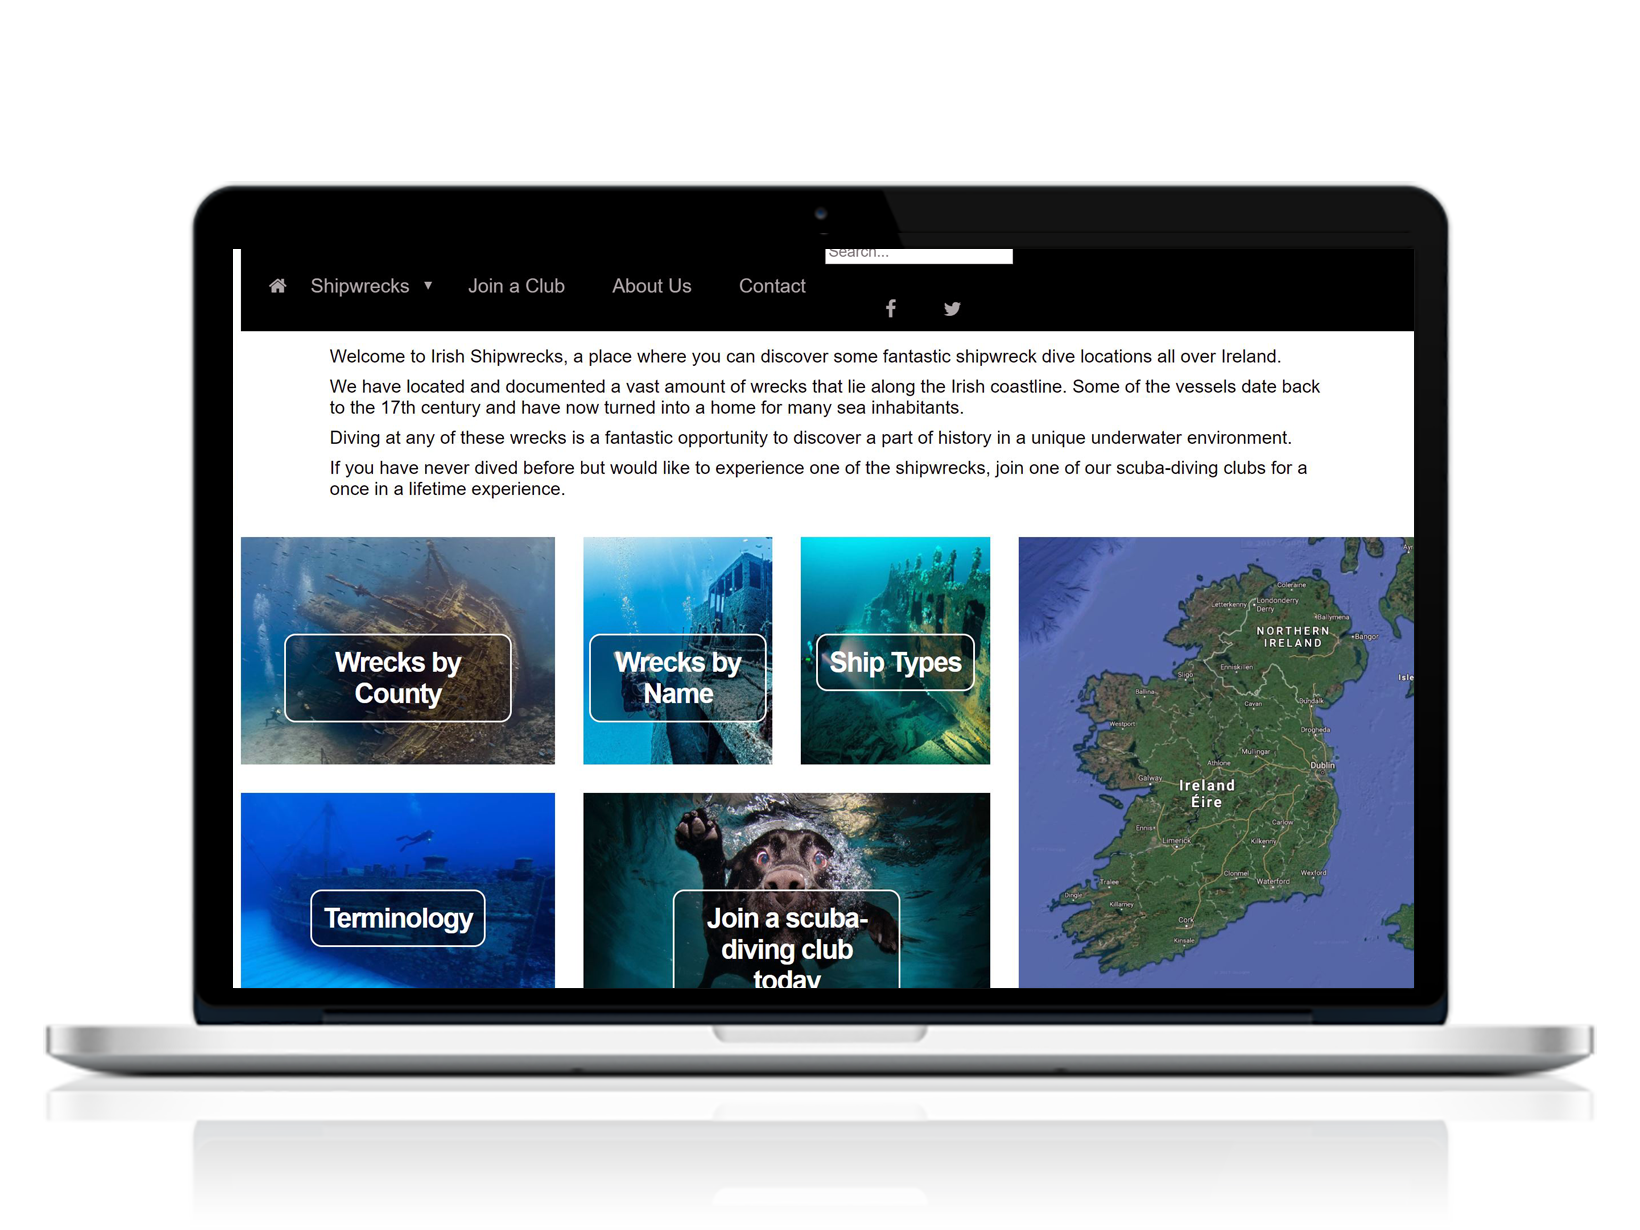 Search...
Shipwrecks ▼ Join a Club About Us Contact
Welcome to Irish Shipwrecks, a place where you can discover some fantastic shipwreck dive locations all over Ireland.
We have located and documented a vast amount of wrecks that lie along the Irish coastline. Some of the vessels date back
to the 17th century and have now turned into a home for many sea inhabitants.
Diving at any of these wrecks is a fantastic opportunity to discover a part of history in a unique underwater environment.
If you have never dived before but would like to experience one of the shipwrecks, join one of our scuba-diving clubs for a
once in a lifetime experience.
Wrecks by
County
Wrecks by
Name
Ship Types
Terminology
Join a scuba-
diving club
today
Ayr
Coleraine
Letterkenny
Londonderry
Derry
Ballymena
NORTHERN
IRELAND
Bangor
Enniskillen
Sligo
Isle
Ballina
Cavan
Dundalk
Westport
Drogheda
Mullingar
Athlone
Dublin
Galway
Ireland
Éire
Ennis
Carlow
Limerick
Kilkenny
Clonmel
Wexford
Waterford
Tralee
Dingle
Killarney
Cork
Kinsale